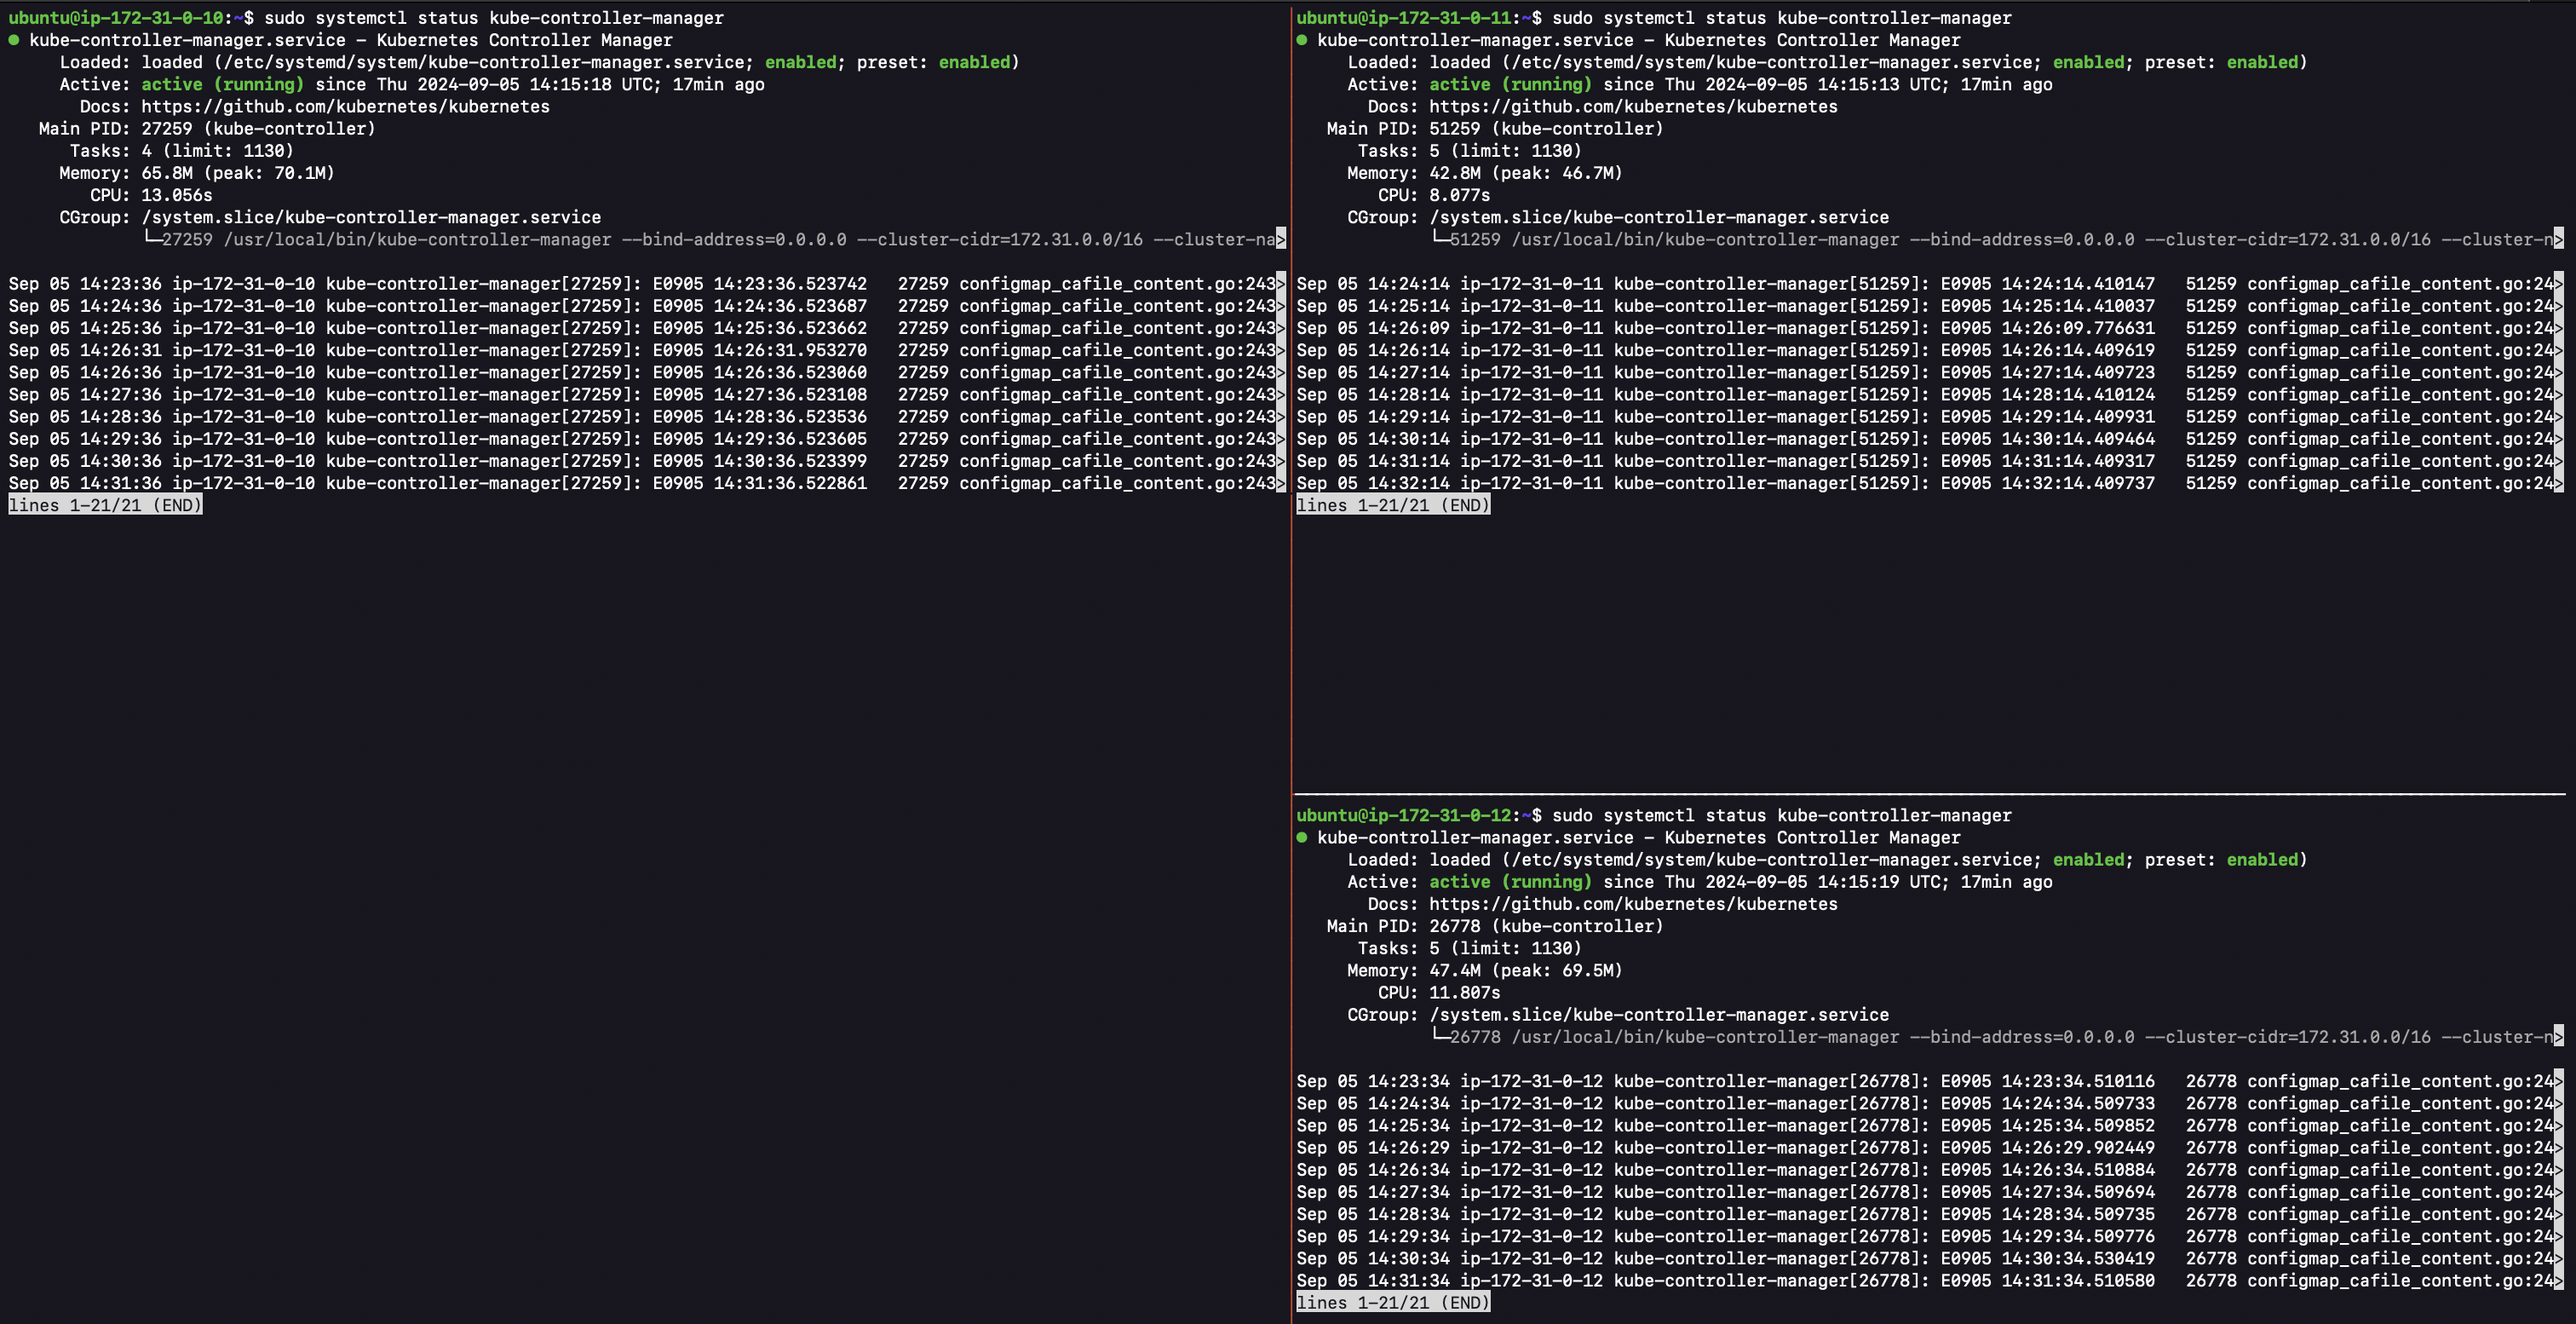 ubuntu@ip-172-31-0-10:~$ sudo systemctl status kube-controller-manager
● kube-controller-manager.service – Kubernetes Controller Manager
Loaded: loaded (/etc/systemd/system/kube-controller-manager.service; enabled; preset: enabled)
Active: active (running) since Thu 2024-09-05 14:15:18 UTC; 17min ago
Docs: https://github.com/kubernetes/kubernetes
Main PID: 27259 (kube-controller)
Tasks: 4 (limit: 1130)
Memory: 65.8M (peak: 70.1M)
CPU: 13.056s
CGroup: /system.slice/kube-controller-manager.service
└─27259 /usr/local/bin/kube-controller-manager --bind-address=0.0.0.0 --cluster-cidr=172.31.0.0/16 --cluster-na>
Sep 05 14:23:36 ip-172-31-0-10 kube-controller-manager[27259]: E0905 14:23:36.523742 27259 configmap_cafile_content.go:243>
Sep 05 14:24:36 ip-172-31-0-10 kube-controller-manager[27259]: E0905 14:24:36.523687 27259 configmap_cafile_content.go:243>
Sep 05 14:25:36 ip-172-31-0-10 kube-controller-manager[27259]: E0905 14:25:36.523662 27259 configmap_cafile_content.go:243>
Sep 05 14:26:31 ip-172-31-0-10 kube-controller-manager[27259]: E0905 14:26:31.953270 27259 configmap_cafile_content.go:243>
Sep 05 14:26:36 ip-172-31-0-10 kube-controller-manager[27259]: E0905 14:26:36.523060 27259 configmap_cafile_content.go:243>
Sep 05 14:27:36 ip-172-31-0-10 kube-controller-manager[27259]: E0905 14:27:36.523108 27259 configmap_cafile_content.go:243>
Sep 05 14:28:36 ip-172-31-0-10 kube-controller-manager[27259]: E0905 14:28:36.523536 27259 configmap_cafile_content.go:243>
Sep 05 14:29:36 ip-172-31-0-10 kube-controller-manager[27259]: E0905 14:29:36.523605 27259 configmap_cafile_content.go:243>
Sep 05 14:30:36 ip-172-31-0-10 kube-controller-manager[27259]: E0905 14:30:36.523399 27259 configmap_cafile_content.go:243>
Sep 05 14:31:36 ip-172-31-0-10 kube-controller-manager[27259]: E0905 14:31:36.522861 27259 configmap_cafile_content.go:243>
lines 1-21/21 (END)
ubuntu@ip-172-31-0-11:~$ sudo systemctl status kube-controller-manager
● kube-controller-manager.service – Kubernetes Controller Manager
Loaded: loaded (/etc/systemd/system/kube-controller-manager.service; enabled; preset: enabled)
Active: active (running) since Thu 2024-09-05 14:15:13 UTC; 17min ago
Docs: https://github.com/kubernetes/kubernetes
Main PID: 51259 (kube-controller)
Tasks: 5 (limit: 1130)
Memory: 42.8M (peak: 46.7M)
CPU: 8.077s
CGroup: /system.slice/kube-controller-manager.service
└─51259 /usr/local/bin/kube-controller-manager --bind-address=0.0.0.0 --cluster-cidr=172.31.0.0/16 --cluster-n>
Sep 05 14:24:14 ip-172-31-0-11 kube-controller-manager[51259]: E0905 14:24:14.410147 51259 configmap_cafile_content.go:24>
Sep 05 14:25:14 ip-172-31-0-11 kube-controller-manager[51259]: E0905 14:25:14.410037 51259 configmap_cafile_content.go:24>
Sep 05 14:26:09 ip-172-31-0-11 kube-controller-manager[51259]: E0905 14:26:09.776631 51259 configmap_cafile_content.go:24>
Sep 05 14:26:14 ip-172-31-0-11 kube-controller-manager[51259]: E0905 14:26:14.409619 51259 configmap_cafile_content.go:24>
Sep 05 14:27:14 ip-172-31-0-11 kube-controller-manager[51259]: E0905 14:27:14.409723 51259 configmap_cafile_content.go:24>
Sep 05 14:28:14 ip-172-31-0-11 kube-controller-manager[51259]: E0905 14:28:14.410124 51259 configmap_cafile_content.go:24>
Sep 05 14:29:14 ip-172-31-0-11 kube-controller-manager[51259]: E0905 14:29:14.409931 51259 configmap_cafile_content.go:24>
Sep 05 14:30:14 ip-172-31-0-11 kube-controller-manager[51259]: E0905 14:30:14.409464 51259 configmap_cafile_content.go:24>
Sep 05 14:31:14 ip-172-31-0-11 kube-controller-manager[51259]: E0905 14:31:14.409317 51259 configmap_cafile_content.go:24>
Sep 05 14:32:14 ip-172-31-0-11 kube-controller-manager[51259]: E0905 14:32:14.409737 51259 configmap_cafile_content.go:24>
lines 1-21/21 (END)
ubuntu@ip-172-31-0-12:~$ sudo systemctl status kube-controller-manager
● kube-controller-manager.service – Kubernetes Controller Manager
Loaded: loaded (/etc/systemd/system/kube-controller-manager.service; enabled; preset: enabled)
Active: active (running) since Thu 2024-09-05 14:15:19 UTC; 17min ago
Docs: https://github.com/kubernetes/kubernetes
Main PID: 26778 (kube-controller)
Tasks: 5 (limit: 1130)
Memory: 47.4M (peak: 69.5M)
CPU: 11.807s
CGroup: /system.slice/kube-controller-manager.service
└─26778 /usr/local/bin/kube-controller-manager --bind-address=0.0.0.0 --cluster-cidr=172.31.0.0/16 --cluster-n>
Sep 05 14:23:34 ip-172-31-0-12 kube-controller-manager[26778]: E0905 14:23:34.510116 26778 configmap_cafile_content.go:24>
Sep 05 14:24:34 ip-172-31-0-12 kube-controller-manager[26778]: E0905 14:24:34.509733 26778 configmap_cafile_content.go:24>
Sep 05 14:25:34 ip-172-31-0-12 kube-controller-manager[26778]: E0905 14:25:34.509852 26778 configmap_cafile_content.go:24>
Sep 05 14:26:29 ip-172-31-0-12 kube-controller-manager[26778]: E0905 14:26:29.902449 26778 configmap_cafile_content.go:24>
Sep 05 14:26:34 ip-172-31-0-12 kube-controller-manager[26778]: E0905 14:26:34.510884 26778 configmap_cafile_content.go:24>
Sep 05 14:27:34 ip-172-31-0-12 kube-controller-manager[26778]: E0905 14:27:34.509694 26778 configmap_cafile_content.go:24>
Sep 05 14:28:34 ip-172-31-0-12 kube-controller-manager[26778]: E0905 14:28:34.509735 26778 configmap_cafile_content.go:24>
Sep 05 14:29:34 ip-172-31-0-12 kube-controller-manager[26778]: E0905 14:29:34.509776 26778 configmap_cafile_content.go:24>
Sep 05 14:30:34 ip-172-31-0-12 kube-controller-manager[26778]: E0905 14:30:34.530419 26778 configmap_cafile_content.go:24>
Sep 05 14:31:34 ip-172-31-0-12 kube-controller-manager[26778]: E0905 14:31:34.510580 26778 configmap_cafile_content.go:24>
lines 1-21/21 (END)